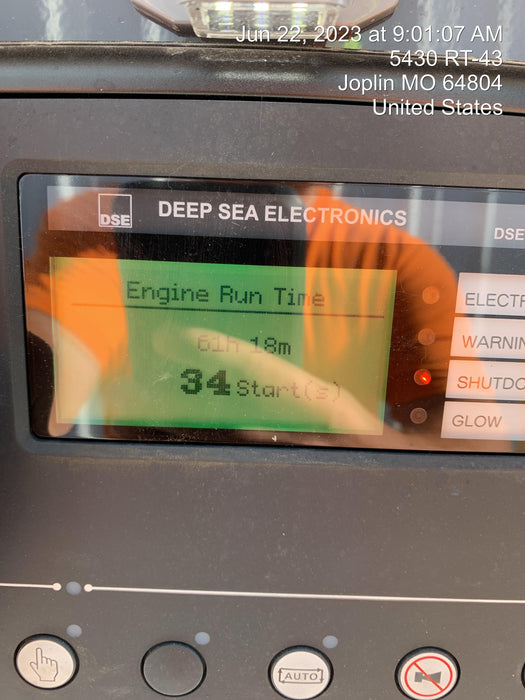 Jun 22, 2023 at 9:01:07 AM
5430 RT-43
Joplin MO 64804
United States
DSE
DEEP SEA ELECTRONICS
DSE
Engine Run Time
61h 18m
34 Start(s)
ELECTR
WARNIN
SHUTDO
GLOW
AUTO